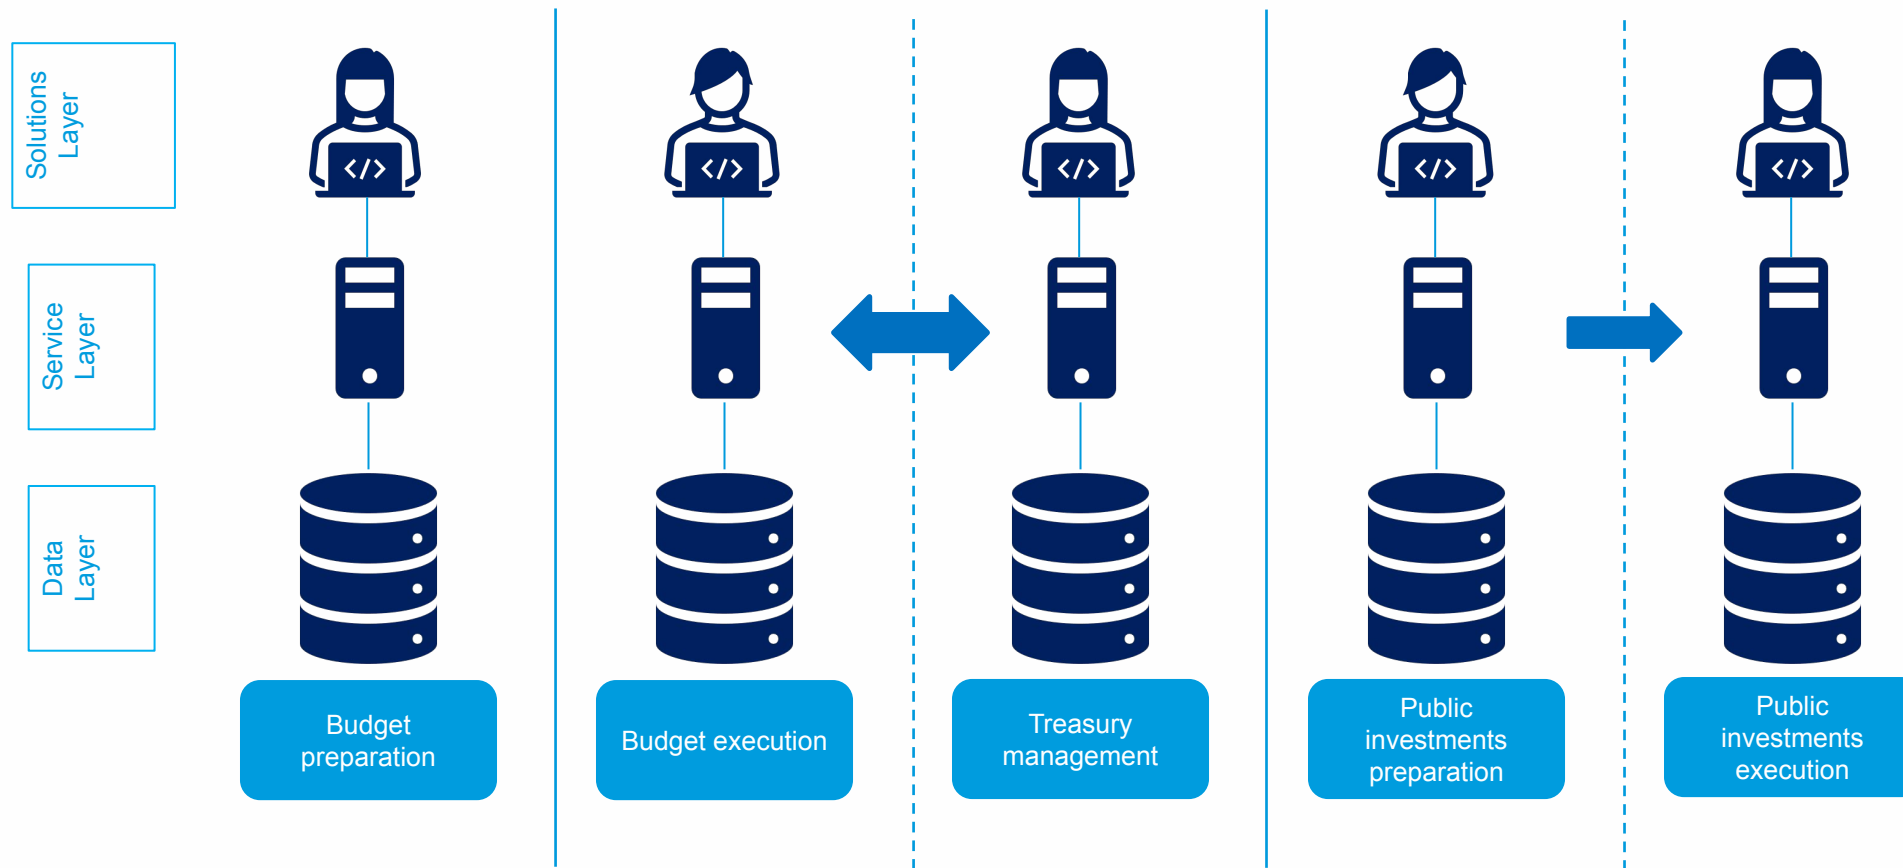 Solutions
Layer
</>
</>
</>
</>
</>
Service
Layer
Data
Layer
Budget
preparation
Budget execution
Treasury
management
Public
investments
preparation
Public
investments
execution